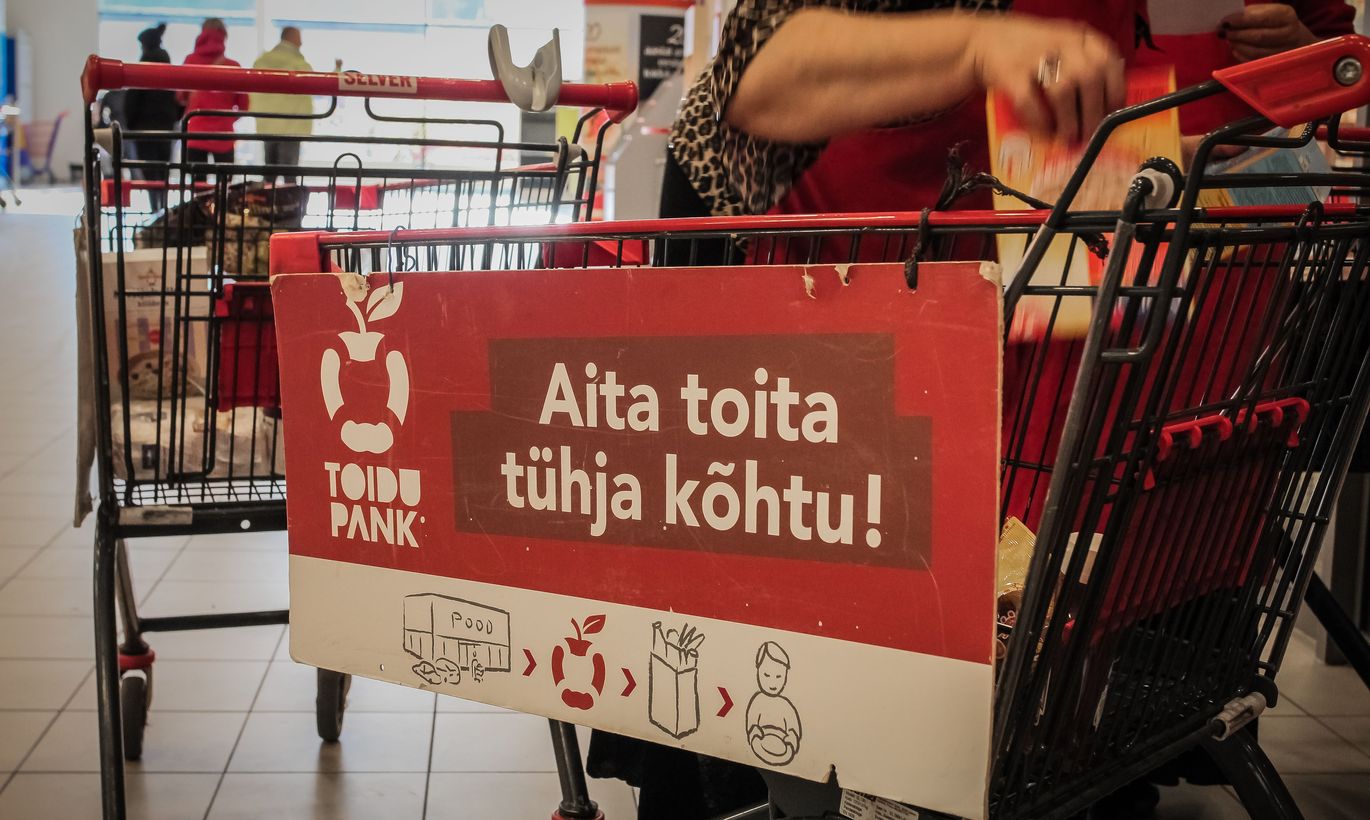 SELVER
TOIDU
PANK
Aita toita
tühja kõhtu!
POOD